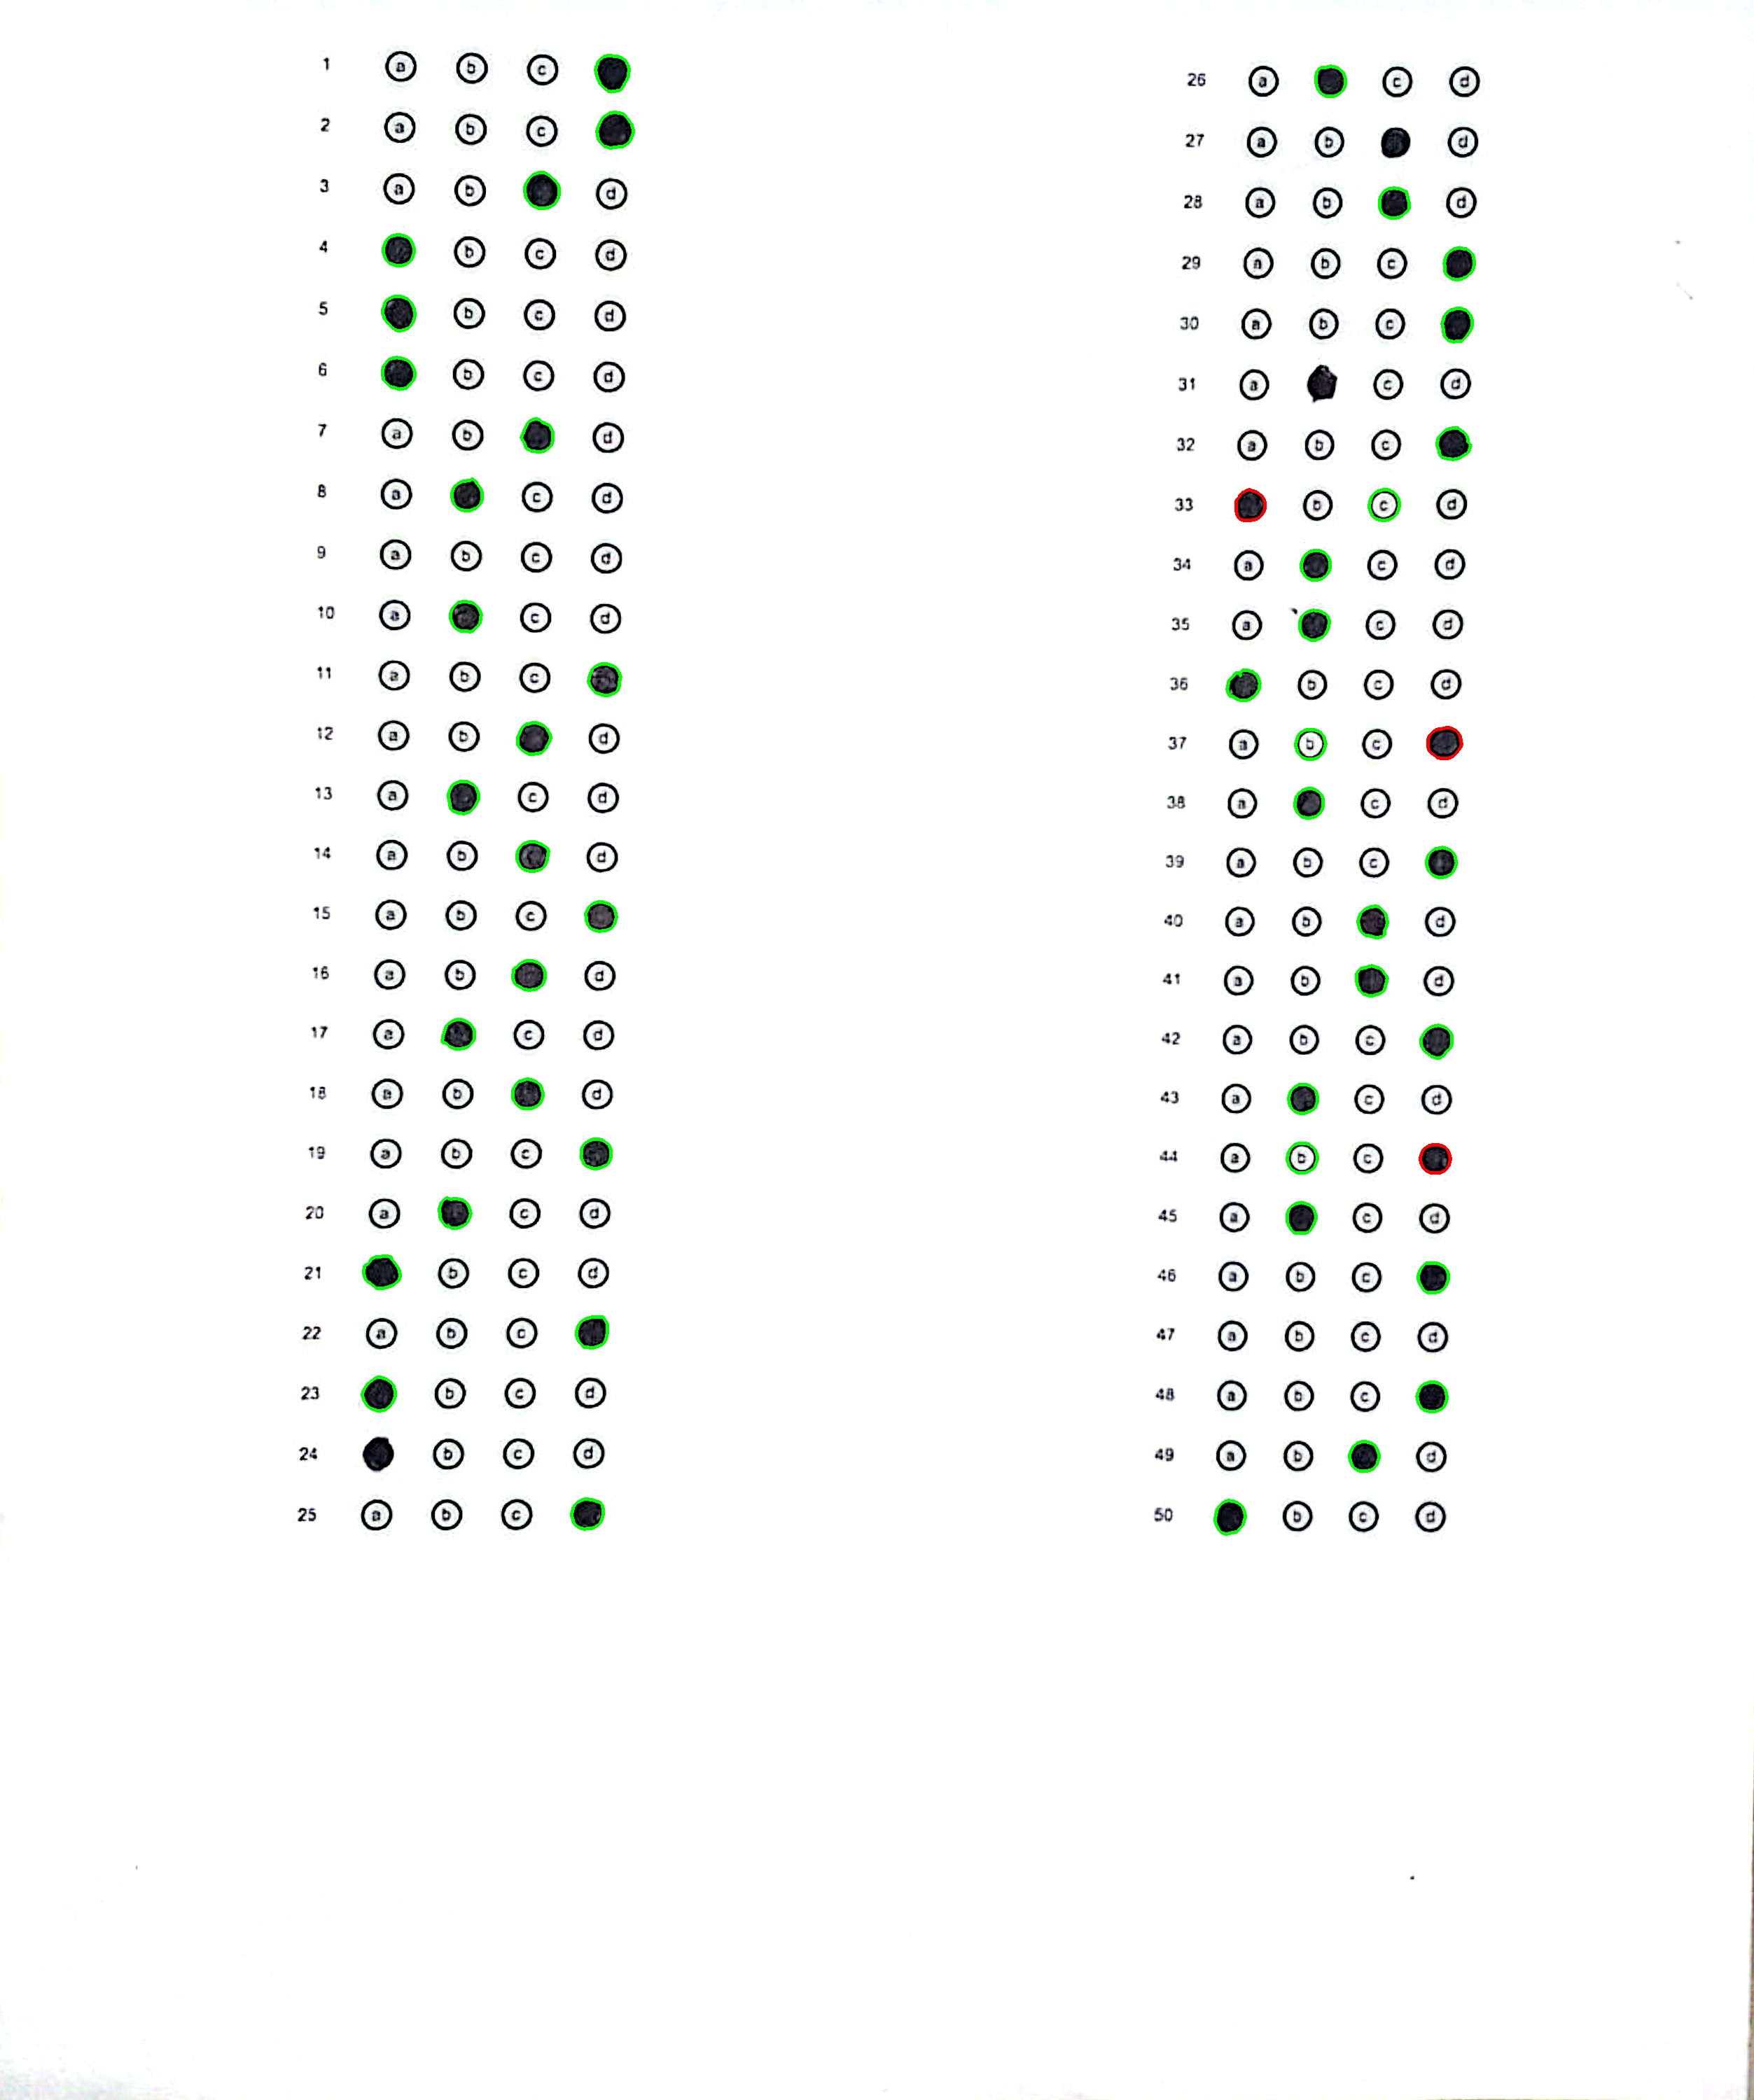 1 a b c
2 a b c
3 a b d
4 b c d
5 b c d
6 b c d
7 a b d
8 a c d
9 a b c d
10 a c d
11 a b c
12 a b d
13 a c d
14 a b d
15 a b c
16 a b d
17 a c d
18 a b d
19 a b c
20 a c d
21 b c d
22 a b c
23 b c d
24 b c d
25 a b c
26 a c d
27 a b d
28 a b d
29 a b c
30 a b c
31 a c d
32 a b c
33 b c d
34 a c d
35 a c d
36 b c d
37 a b c
38 a c d
39 a b c
40 a b d
41 a b d
42 a b c
43 a c d
44 a b c
45 a c d
46 a b c
47 a b c d
48 a b c
49 a b d
50 b c d